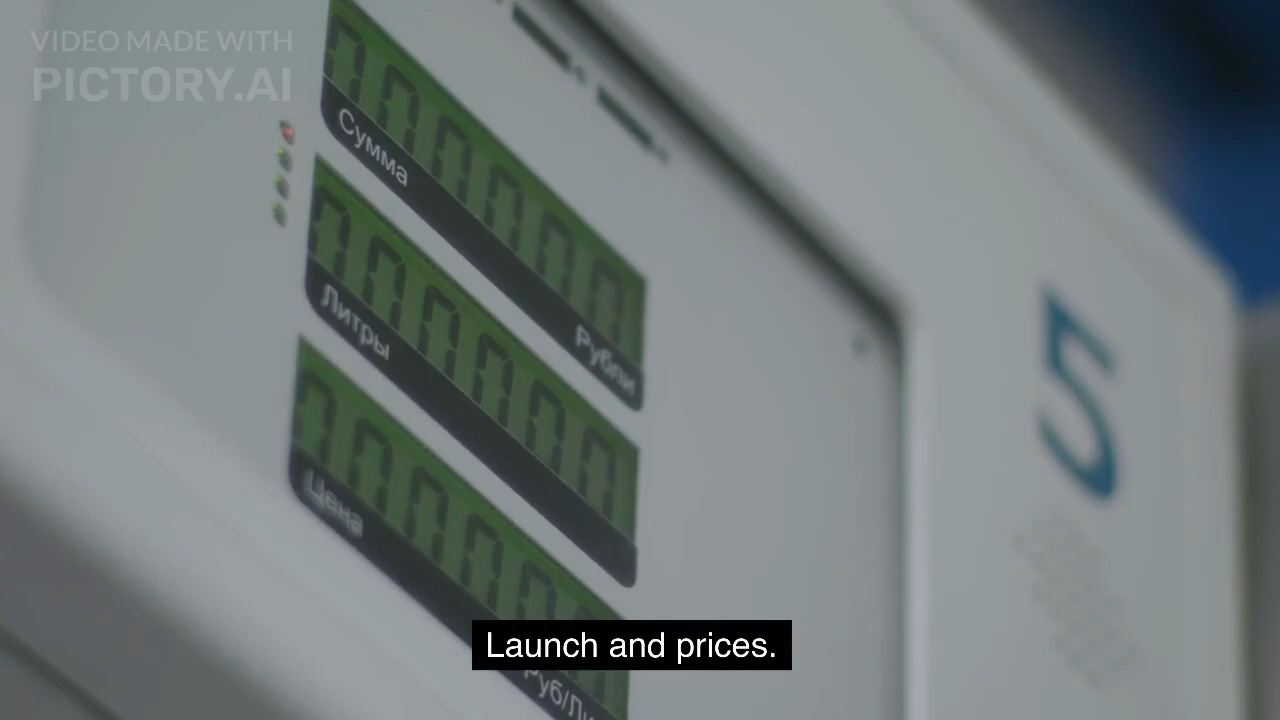 VIDEO MADE WITH
PICTORY.AI
Сумма
Рубли
Литры
Цена
5
Launch and prices.